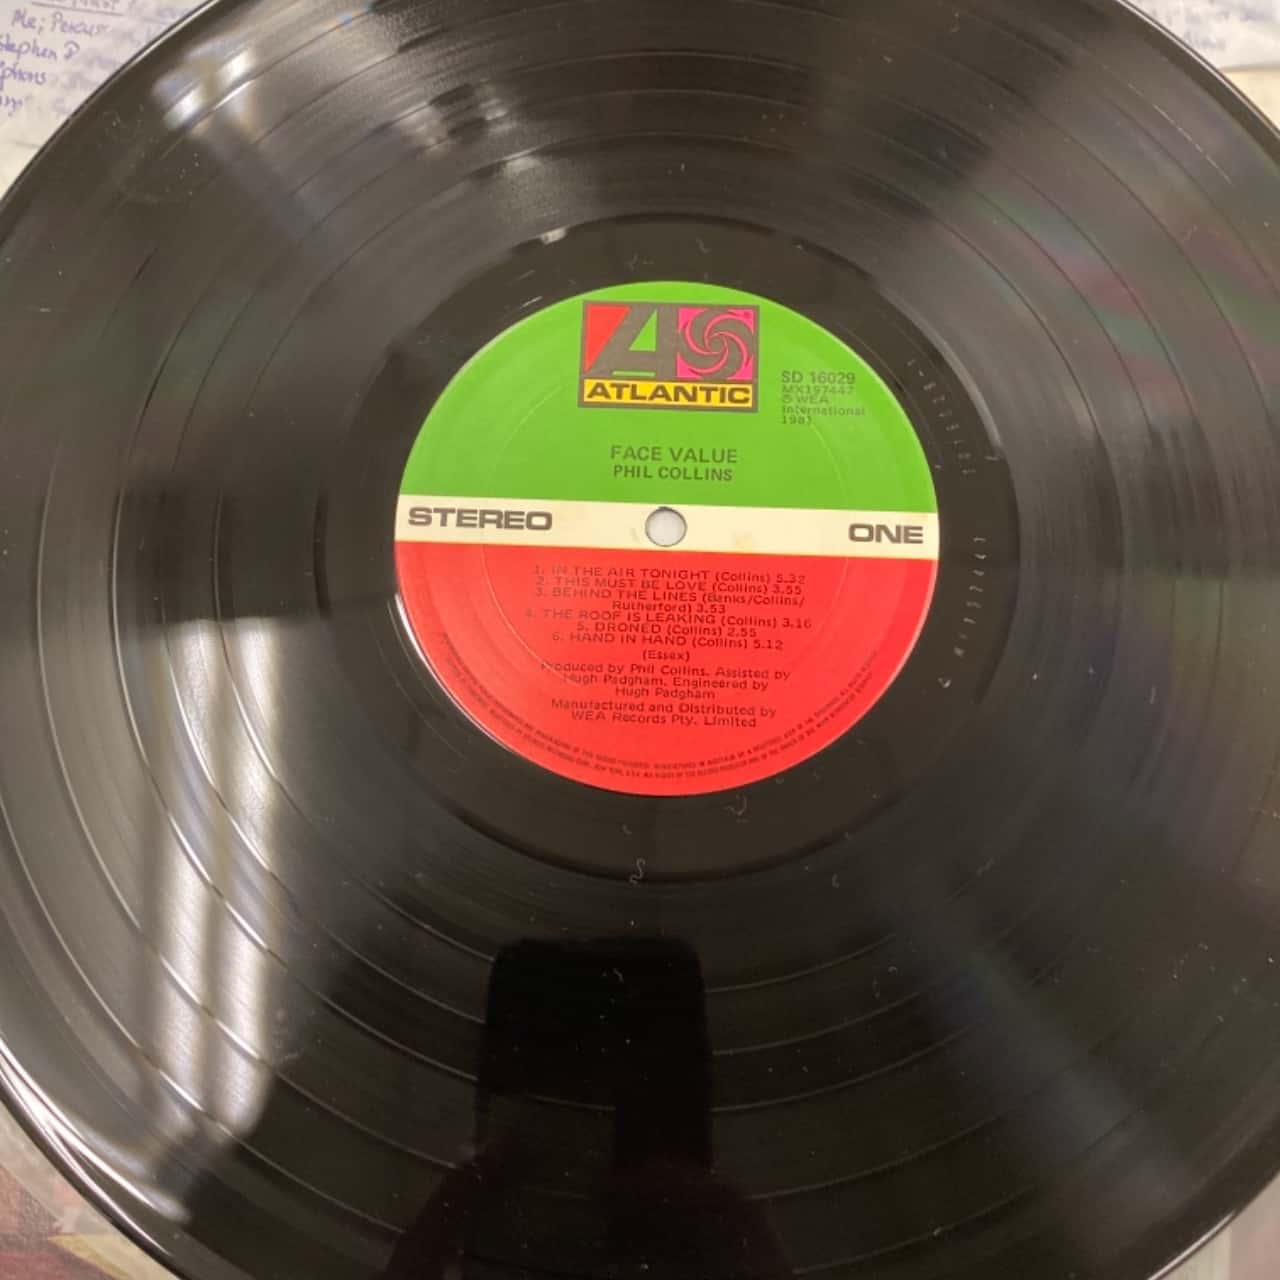 Me; Percuss
Stephen P
ATLANTIC
SD 16029
MX197447
℗ WEA
International
1981
FACE VALUE
PHIL COLLINS
STEREO ONE
1. IN THE AIR TONIGHT (Collins) 5.32
2. THIS MUST BE LOVE (Collins) 3.55
3. BEHIND THE LINES (Banks/Collins/
Rutherford) 3.53
4. THE ROOF IS LEAKING (Collins) 3.16
5. DRONED (Collins) 2.55
6. HAND IN HAND (Collins) 5.12
(Essex)
Produced by Phil Collins. Assisted by
Hugh Padgham. Engineered by
Hugh Padgham
Manufactured and Distributed by
WEA Records Pty. Limited